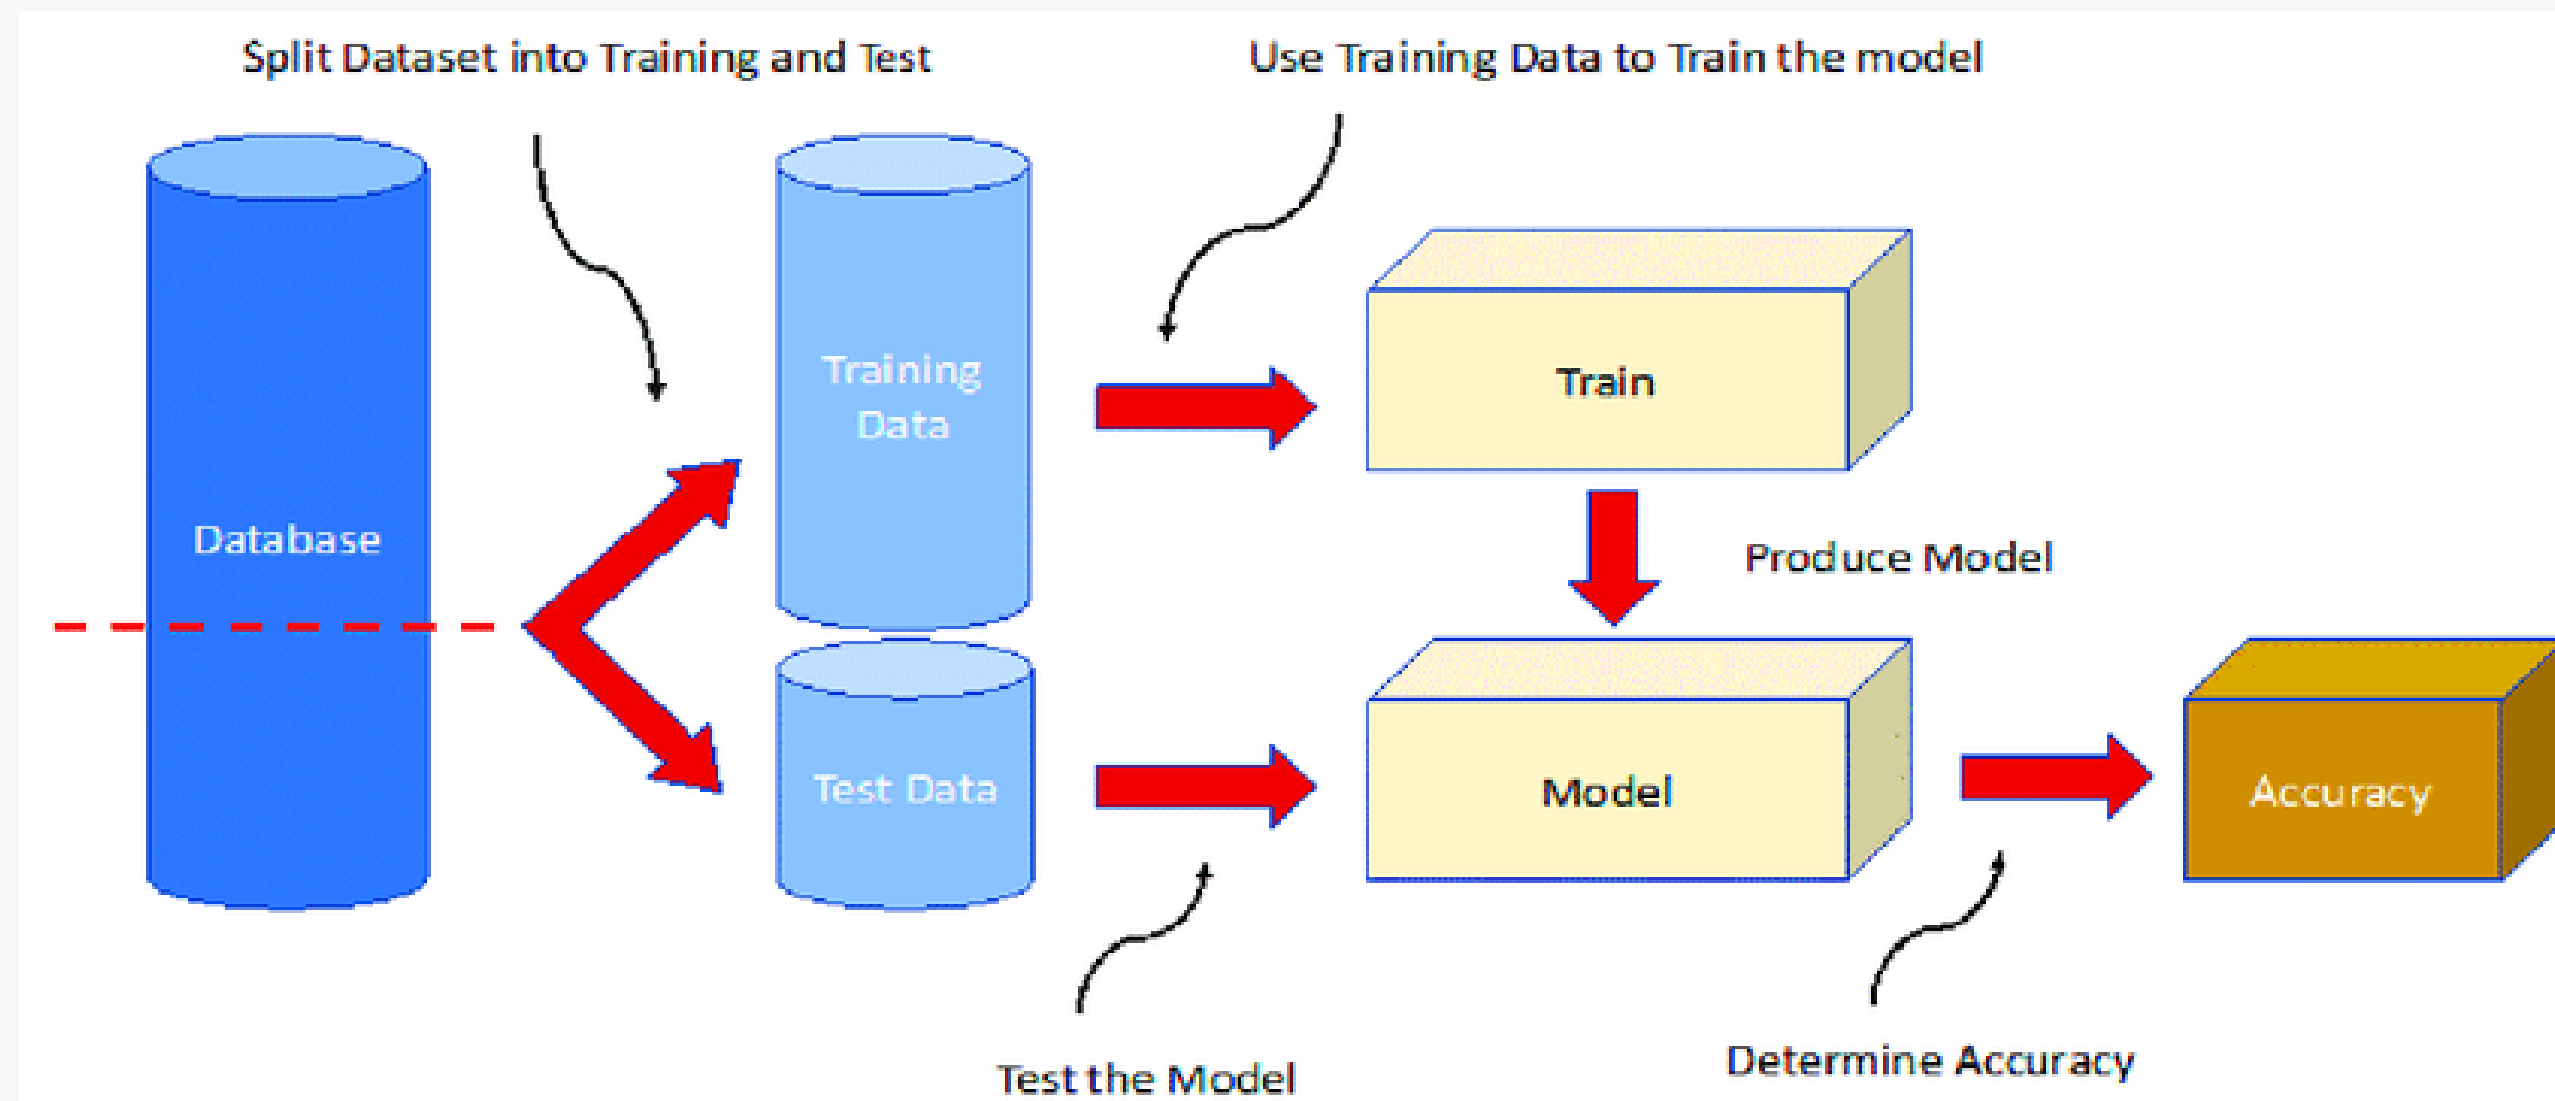 Split Dataset into Training and Test
Use Training Data to Train the model
Database
Training
Data
Train
Produce Model
Test Data
Model
Accuracy
Test the Model
Determine Accuracy